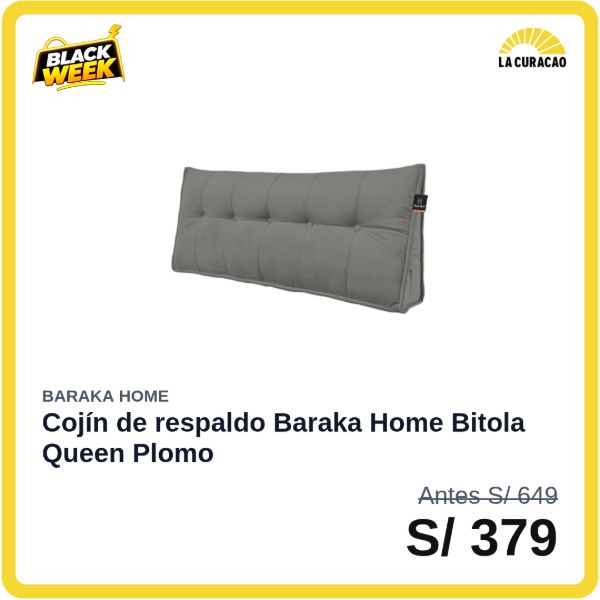 BLACK
WEEK
LA CURACAO
BARAKA HOME
Cojín de respaldo Baraka Home Bitola
Queen Plomo
Antes S/ 649
S/ 379